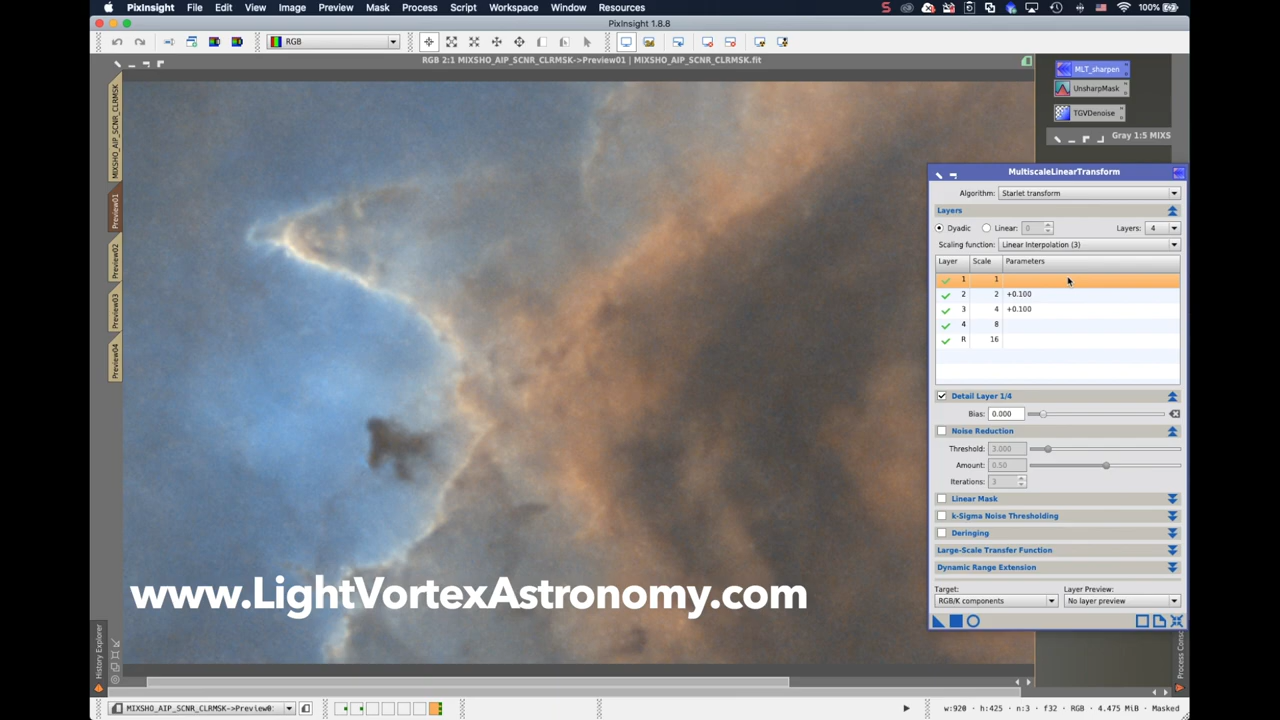 PixInsight File Edit View Image Preview Mask Process Script Workspace Window Resources 100%
PixInsight 1.8.8
RGB
RGB 2:1 MIXSHO_AIP_SCNR_CLRMSK->Preview01 | MIXSHO_AIP_SCNR_CLRMSK.fit
MLT_sharpen
UnsharpMask
TGVDenoise
Gray 1:5 MIXS
MIXSHO_AIP_SCNR_CLRMSK
Preview01
Preview02
Preview03
Preview04
MultiscaleLinearTransform
Algorithm: Starlet transform
Layers
Dyadic Linear: 0 Layers: 4
Scaling function: Linear Interpolation (3)
Layer Scale Parameters
1 1
2 2 +0.100
3 4 +0.100
4 8
R 16
Detail Layer 1/4
Bias: 0.000
Noise Reduction
Threshold: 3.000
Amount: 0.50
Iterations: 3
Linear Mask
k-Sigma Noise Thresholding
Deringing
Large-Scale Transfer Function
Dynamic Range Extension
Target: Layer Preview:
RGB/K components No layer preview
www.LightVortexAstronomy.com
History Explorer
Process Consc
MIXSHO_AIP_SCNR_CLRMSK->Preview0
w:920 · h:425 · n:3 · f32 · RGB · 4.475 MiB · Masked